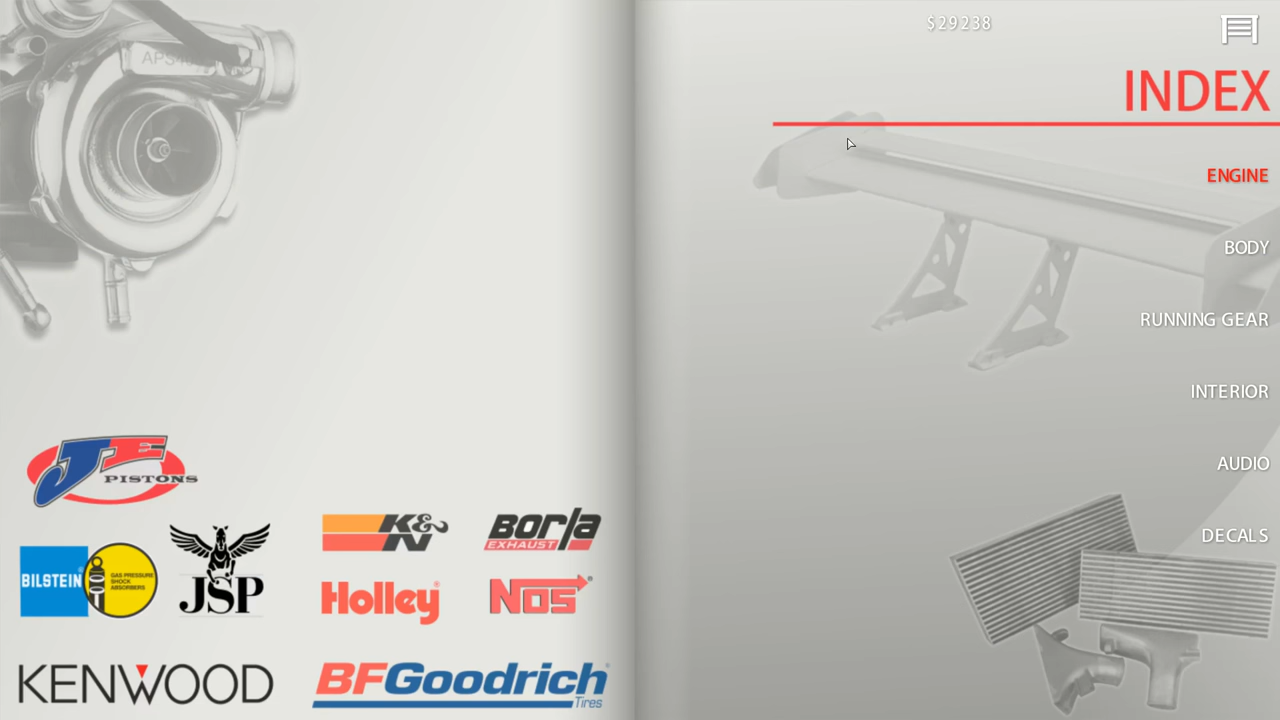 JE
PISTONS
BILSTEIN
GAS PRESSURE
SHOCK
ABSORBERS
JSP
K&N
BORLA
EXHAUST
Holley
NOS
KENWOOD
BFGoodrich
Tires
$29238
INDEX
ENGINE
BODY
RUNNING GEAR
INTERIOR
AUDIO
DECALS